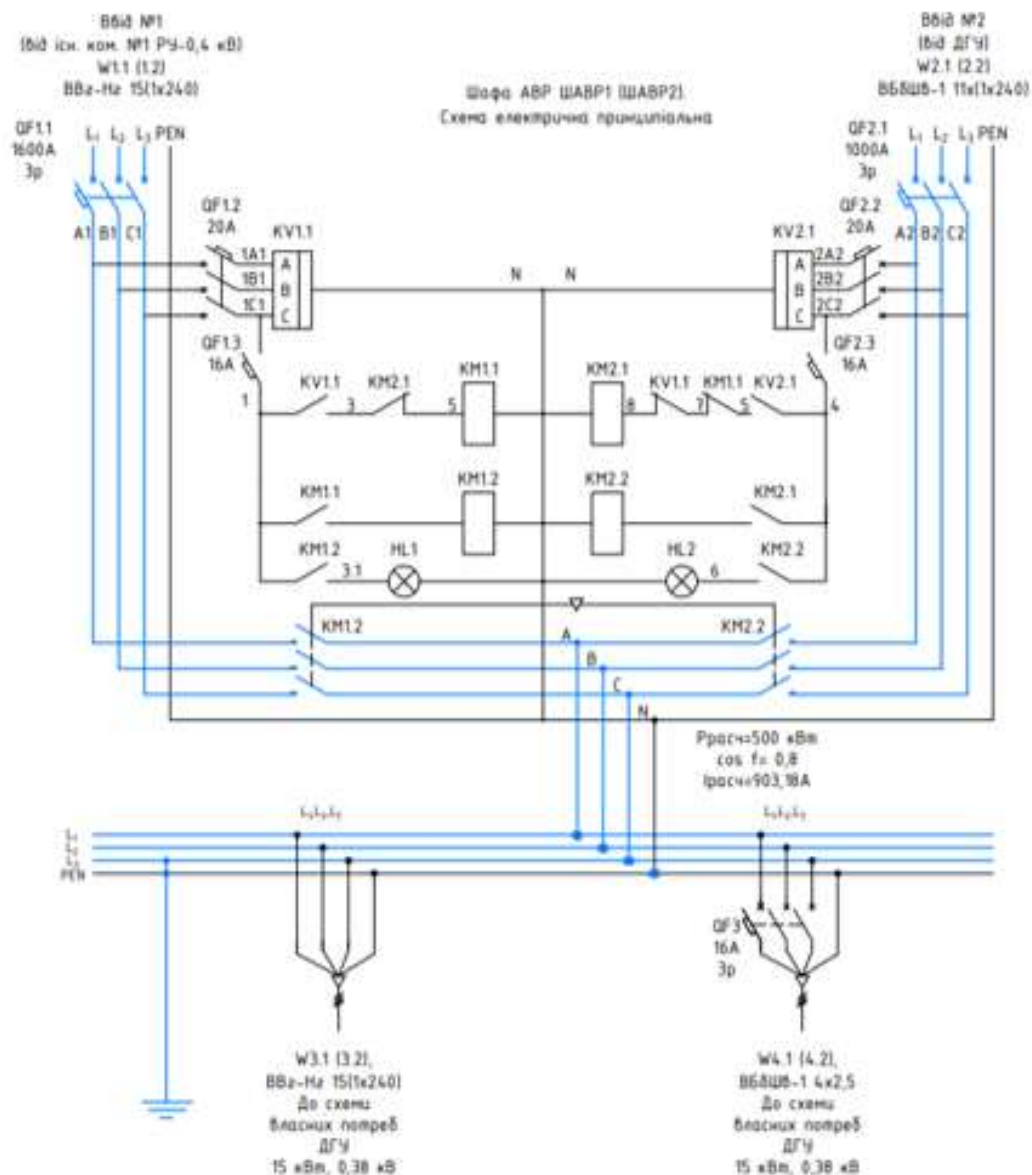 Ввід №1
(від існ. ком. №1 РУ-0,4 кВ)
W1.1 (1.2)
ВВг-Нг 15(1х240)
Ввід №2
(від ДГУ)
W2.1 (2.2)
ВБбШв-1 11х(1х240)
Шафа АВР ШАВР1 (ШАВР2).
Схема електрична принципіальна
QF1.1
1600А
3р
L₁ L₂ L₃ PEN
QF2.1
1000А
3р
L₁ L₂ L₃ PEN
A1 B1 C1
QF1.2
20А
KV1.1
1A1
1B1
1C1
A
B
C
N N
KV2.1
A
B
C
2A2
2B2
2C2
QF2.2
20А
A2 B2 C2
QF1.3
16А
QF2.3
16А
1 KV1.1 3 KM2.1 5 KM1.1
KM2.1 8 KV1.1 7 KM1.1 5 KV2.1 4
KM1.1 KM1.2 KM2.2 KM2.1
KM1.2 3.1 HL1 HL2 6 KM2.2
KM1.2 KM2.2
A
B
C
N
Ррасч=500 кВт
cos f= 0,8
Iрасч=903,18А
L₁L₂L₃
L₁L₂L₃
PEN
QF3
16А
3р
W3.1 (3.2),
ВВг-Нг 15(1х240)
До схеми
власних потреб
ДГУ
15 кВт, 0,38 кВ
W4.1 (4.2),
ВБбШв-1 4х2,5
До схеми
власних потреб
ДГУ
15 кВт, 0,38 кВ